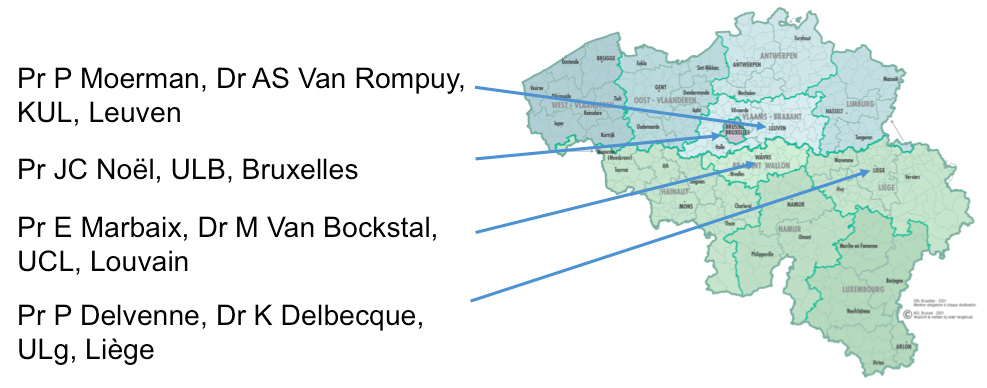 Pr P Moerman, Dr AS Van Rompuy,
KUL, Leuven
Pr JC Noël, ULB, Bruxelles
Pr E Marbaix, Dr M Van Bockstal,
UCL, Louvain
Pr P Delvenne, Dr K Delbecque,
ULg, Liège
Turnhout
ANTWERPEN
ANTWERPEN
Oostende
BRUGGE
Eeklo
Sint-Niklaas
Maaseik
Veurne
Diksmuide
Tielt
GENT
Dendermonde
Mechelen
WEST - VLAANDEREN
OOST - VLAANDEREN
LIMBURG
Roeselare
Aalst
Vilvoorde
VLAAMS - BRABANT
HASSELT
Ieper
Kortrijk
Oudenaarde
BRUXELLES
LEUVEN
Halle
Tongeren
Mouscron
(Moeskroen)
Tournai
Ath
WAVRE
BRABANT WALLON
Nivelles
Waremme
LIÈGE
Verviers
Huy
LIÈGE
HAINAUT
MONS
Charleroi
NAMUR
Thuin
NAMUR
Dinant
Philippeville
Marche-en-Famenne
Bastogne
LUXEMBOURG
Neufchâteau
ARLON
Virton